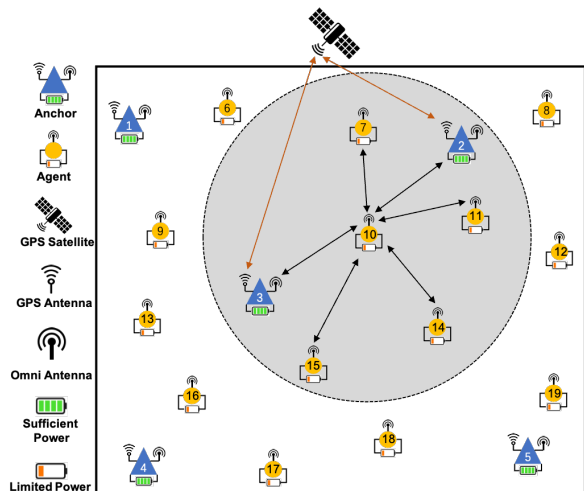 Anchor
Agent
GPS Satellite
GPS Antenna
Omni Antenna
Sufficient
Power
Limited Power
1
6
7
8
2
9
10
11
12
3
13
14
15
16
19
18
4
17
5